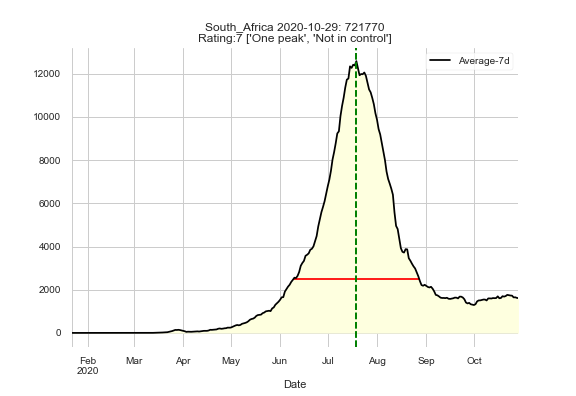 South_Africa 2020-10-29: 721770
Rating:7 ['One peak', 'Not in control']
Average-7d
12000
10000
8000
6000
4000
2000
0
Feb Mar Apr May Jun Jul Aug Sep Oct
2020
Date